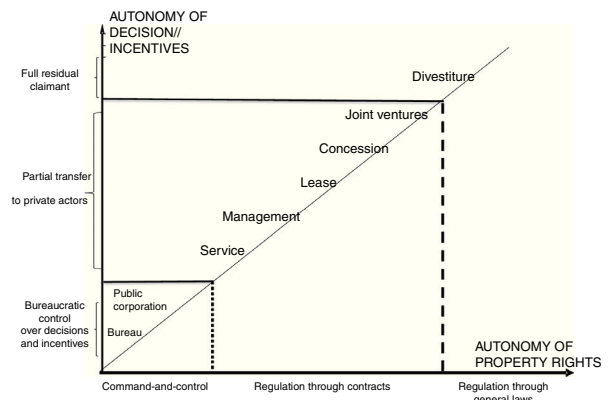 AUTONOMY OF
DECISION//
INCENTIVES
Full residual
claimant
Divestiture
Joint ventures
Concession
Partial transfer
to private actors
Lease
Management
Service
Public
corporation
Bureaucratic
control
over decisions
and incentives
Bureau
AUTONOMY OF
PROPERTY RIGHTS
Command-and-control
Regulation through contracts
Regulation through
general laws